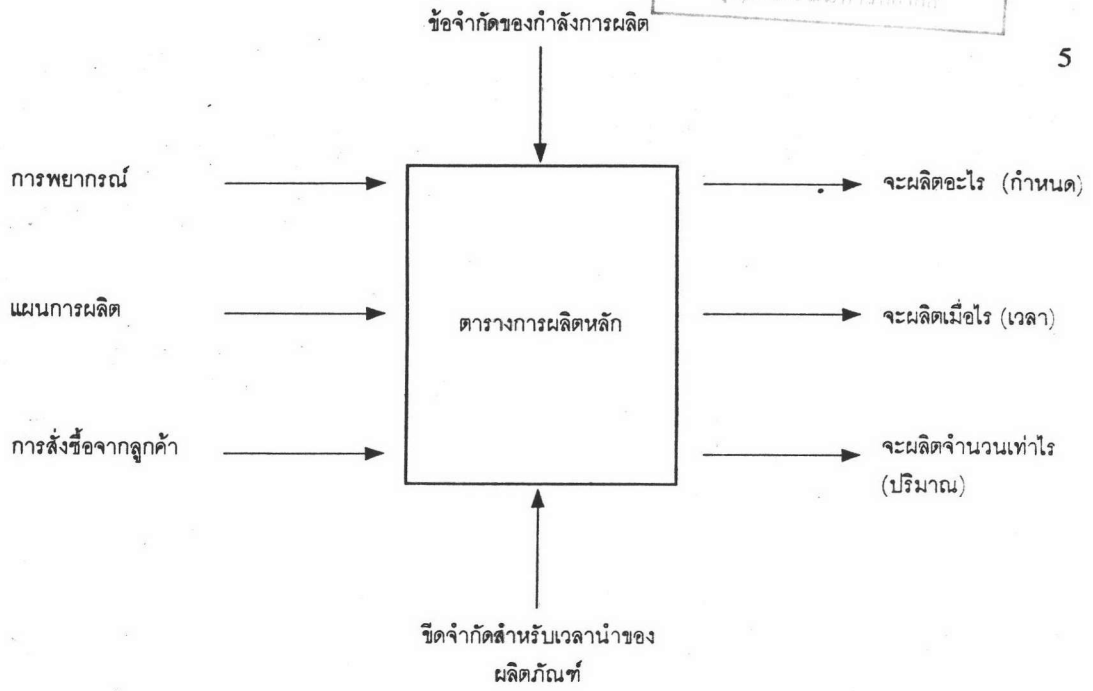 ข้อจำกัดของกำลังการผลิต
5
การพยากรณ์
จะผลิตอะไร (กำหนด)
แผนการผลิต
ตารางการผลิตหลัก
จะผลิตเมื่อไร (เวลา)
การสั่งซื้อจากลูกค้า
จะผลิตจำนวนเท่าไร
(ปริมาณ)
ขีดจำกัดสำหรับเวลานำของ
ผลิตภัณฑ์